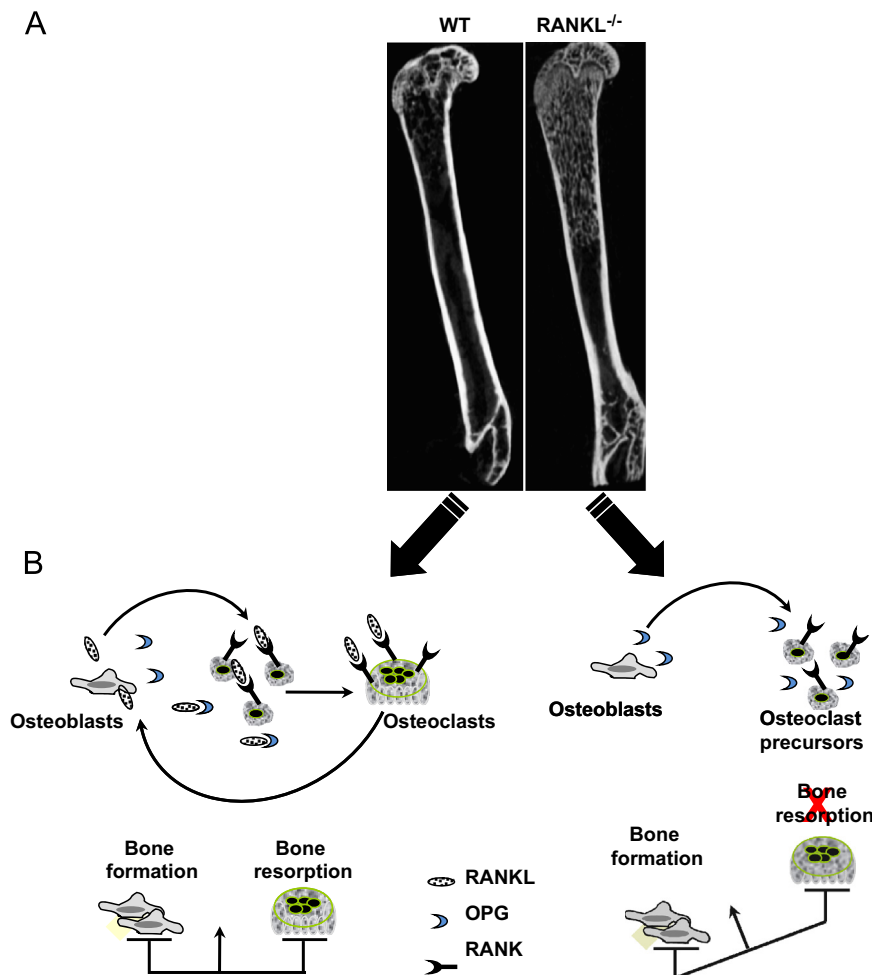 A
WT
RANKL-/-
B
Osteoblasts
Osteoclasts
Osteoblasts
Osteoclast
precursors
Bone
formation
Bone
resorption
RANKL
OPG
RANK
Bone
formation
Bone
resorption